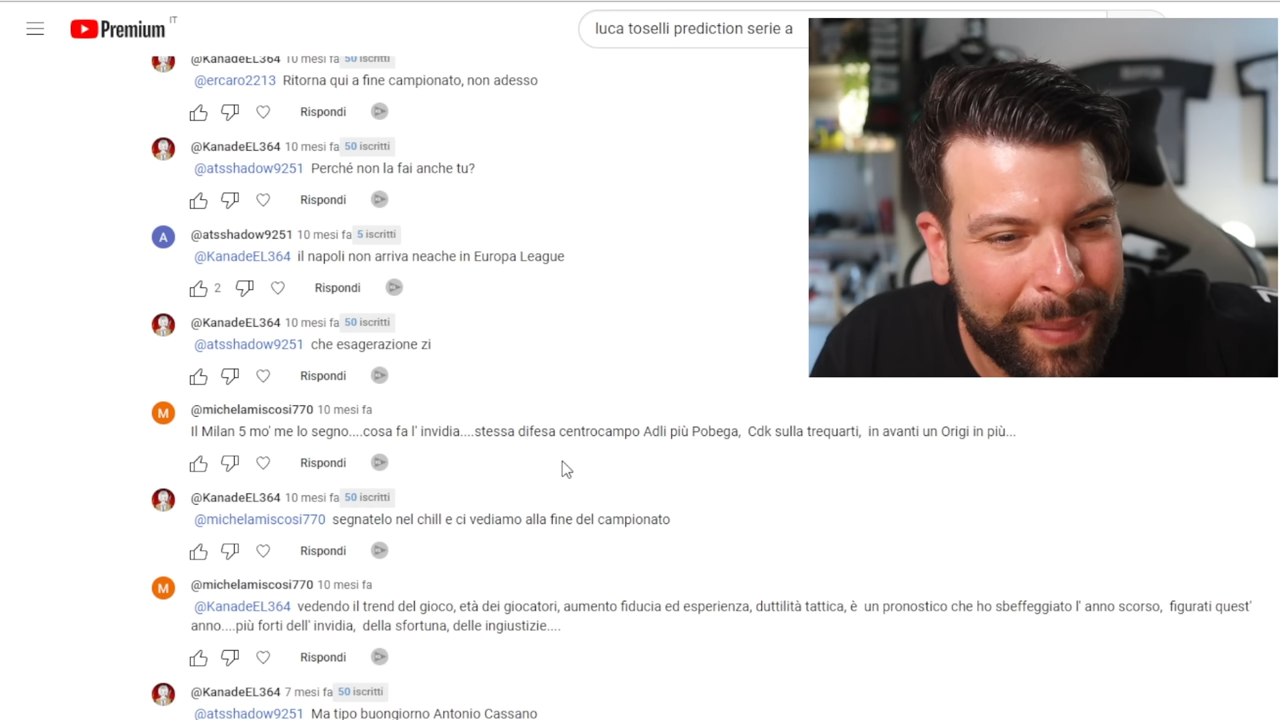 Premium IT
luca toselli prediction serie a
@KanadeEL364 10 mesi fa 50 iscritti
@ercaro2213 Ritorna qui a fine campionato, non adesso
Rispondi
@KanadeEL364 10 mesi fa 50 iscritti
@atsshadow9251 Perché non la fai anche tu?
Rispondi
A
@atsshadow9251 10 mesi fa 5 iscritti
@KanadeEL364 il napoli non arriva neache in Europa League
2 Rispondi
@KanadeEL364 10 mesi fa 50 iscritti
@atsshadow9251 che esagerazione zi
Rispondi
M
@michelamiscosi770 10 mesi fa
Il Milan 5 mo' me lo segno....cosa fa l' invidia....stessa difesa centrocampo Adli più Pobega, Cdk sulla trequarti, in avanti un Origi in più...
Rispondi
@KanadeEL364 10 mesi fa 50 iscritti
@michelamiscosi770 segnatelo nel chill e ci vediamo alla fine del campionato
Rispondi
M
@michelamiscosi770 10 mesi fa
@KanadeEL364 vedendo il trend del gioco, età dei giocatori, aumento fiducia ed esperienza, duttilità tattica, è un pronostico che ho sbeffegiato l' anno scorso, figurati quest'
anno....più forti dell' invidia, della sfortuna, delle ingiustizie....
Rispondi
@KanadeEL364 7 mesi fa 50 iscritti
@atsshadow9251 Ma tipo buongiorno Antonio Cassano